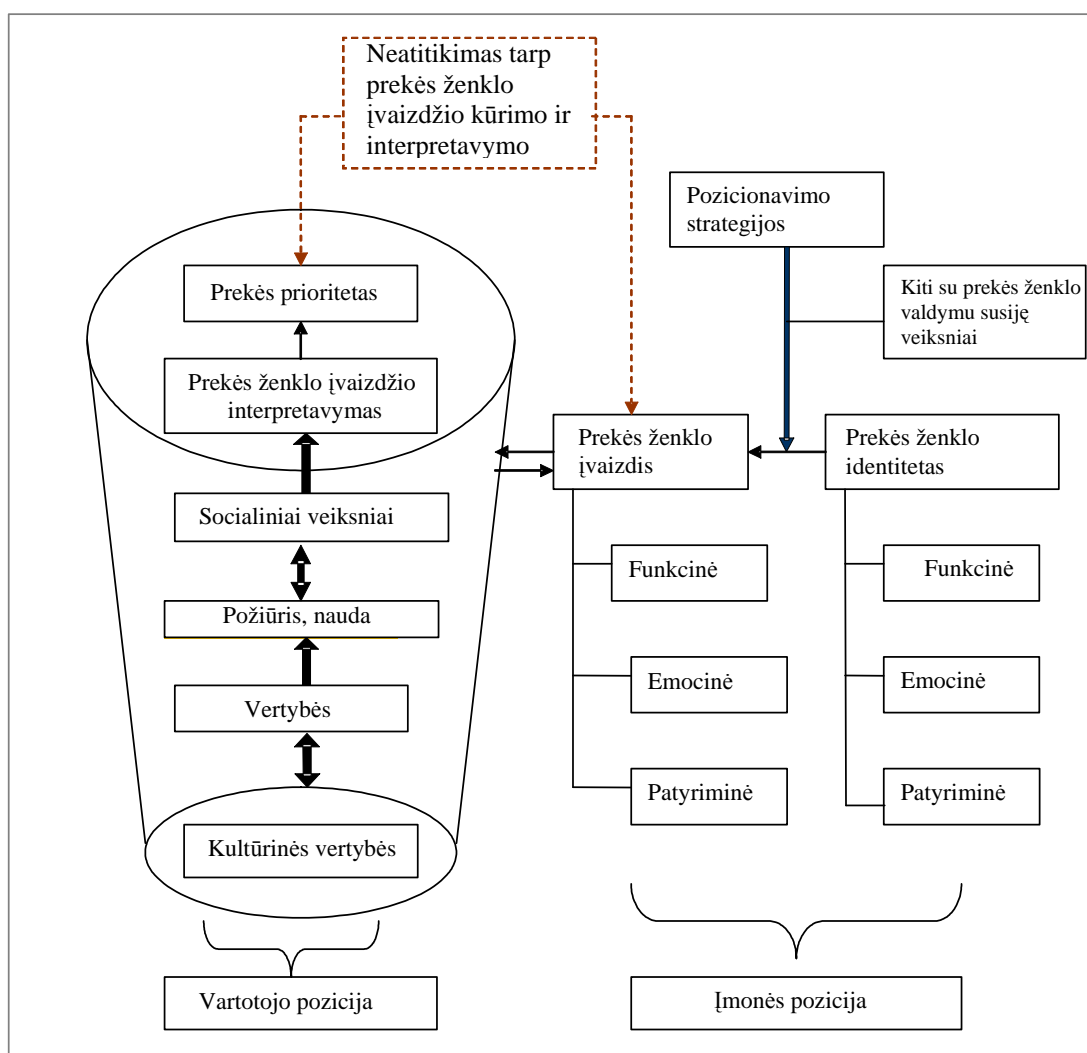 Neatitikimas tarp
prekės ženklo
įvaizdžio kūrimo ir
interpretavymo
Pozicionavimo
strategijos
Kiti su prekės ženklo
valdymu susiję
veiksniai
Prekės prioritetas
Prekės ženklo įvaizdžio
interpretavymas
Prekės ženklo
įvaizdis
Prekės ženklo
identitetas
Socialiniai veiksniai
Funkcinė
Funkcinė
Požiūris, nauda
Emocinė
Emocinė
Vertybės
Patyriminė
Patyriminė
Kultūrinės vertybės
Vartotojo pozicija
Įmonės pozicija